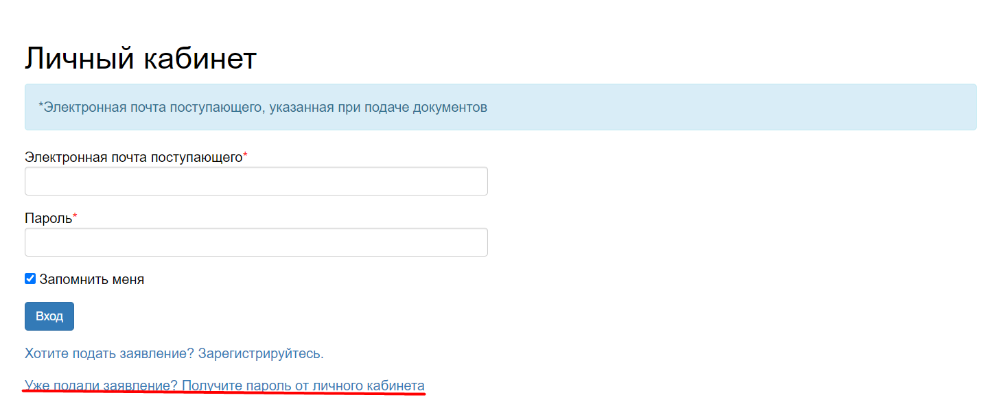 Личный кабинет
*Электронная почта поступающего, указанная при подаче документов
Электронная почта поступающего*
Пароль*
Запомнить меня
Вход
Хотите подать заявление? Зарегистрируйтесь.
Уже подали заявление? Получите пароль от личного кабинета